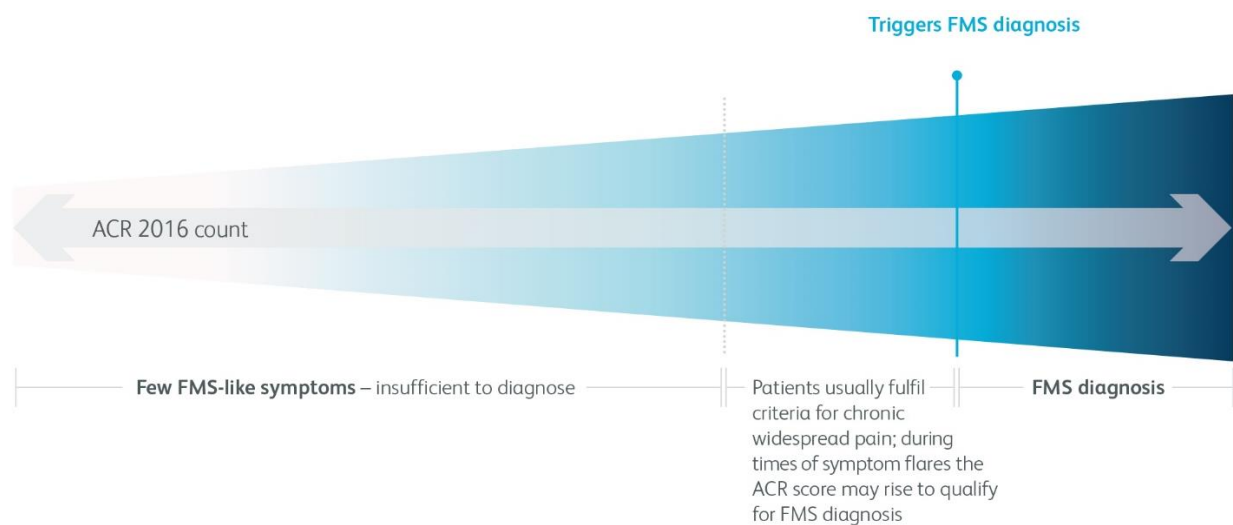 Triggers FMS diagnosis
ACR 2016 count
Few FMS-like symptoms – insufficient to diagnose
Patients usually fulfil
criteria for chronic
widespread pain; during
times of symptom flares the
ACR score may rise to qualify
for FMS diagnosis
FMS diagnosis